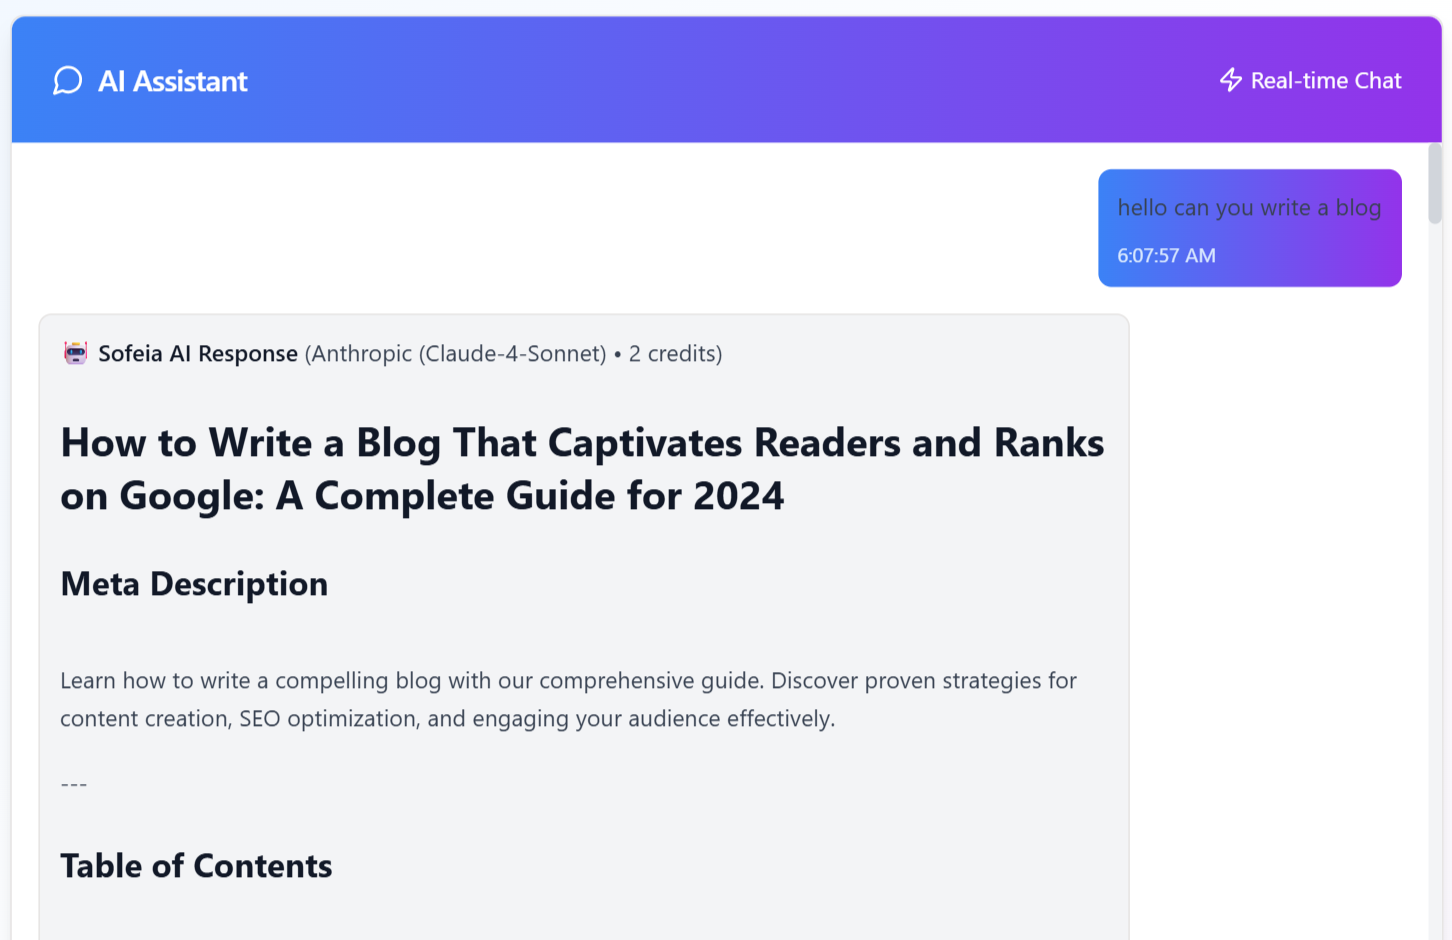 AI Assistant
Real-time Chat
hello can you write a blog
6:07:57 AM
Sofeia AI Response (Anthropic (Claude-4-Sonnet) • 2 credits)
How to Write a Blog That Captivates Readers and Ranks
on Google: A Complete Guide for 2024
Meta Description
Learn how to write a compelling blog with our comprehensive guide. Discover proven strategies for
content creation, SEO optimization, and engaging your audience effectively.
---
Table of Contents